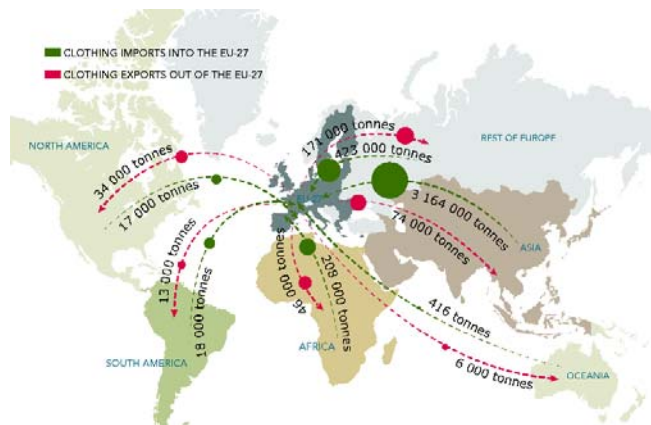 CLOTHING IMPORTS INTO THE EU-27
CLOTHING EXPORTS OUT OF THE EU-27
NORTH AMERICA
REST OF EUROPE
171 000 tonnes
423 000 tonnes
34 000 tonnes
17 000 tonnes
3 164 000 tonnes
74 000 tonnes
ASIA
13 000 tonnes
18 000 tonnes
46 000 tonnes
209 000 tonnes
416 tonnes
6 000 tonnes
SOUTH AMERICA
AFRICA
OCEANIA